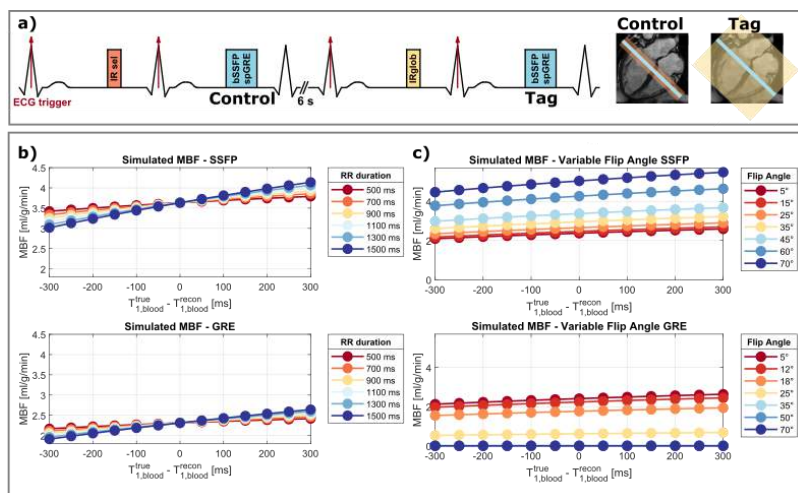 a)
Control
Tag
IR sel
bSSFP
spGRE
IRglob
bSSFP
spGRE
ECG trigger
Control
6 s
Tag
b)
Simulated MBF - SSFP
MBF [ml/g/min]
4.5
4
3.5
3
2.5
2
-300 -200 -100 0 100 200 300
T1,blood^true - T1,blood^recon [ms]
RR duration
500 ms
700 ms
900 ms
1100 ms
1300 ms
1500 ms
Simulated MBF - GRE
MBF [ml/g/min]
4.5
4
3.5
3
2.5
2
-300 -200 -100 0 100 200 300
T1,blood^true - T1,blood^recon [ms]
RR duration
500 ms
700 ms
900 ms
1100 ms
1300 ms
1500 ms
c)
Simulated MBF - Variable Flip Angle SSFP
MBF [ml/g/min]
4
2
0
-300 -200 -100 0 100 200 300
T1,blood^true - T1,blood^recon [ms]
Flip Angle
5°
15°
25°
35°
45°
60°
70°
Simulated MBF - Variable Flip Angle GRE
MBF [ml/g/min]
4
2
0
-300 -200 -100 0 100 200 300
T1,blood^true - T1,blood^recon [ms]
Flip Angle
5°
12°
18°
25°
35°
50°
70°